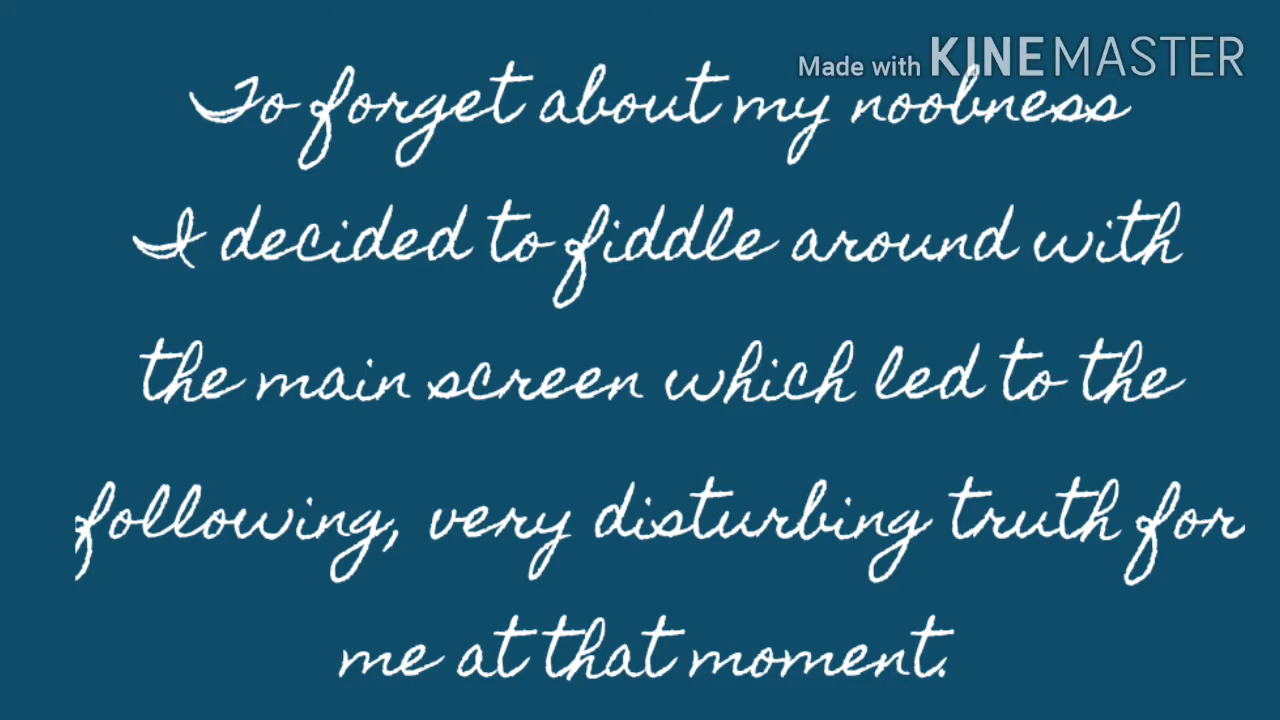 Made with KINEMASTER
To forget about my noobness
I decided to fiddle around with
the main screen which led to the
following, very disturbing truth for
me at that moment.